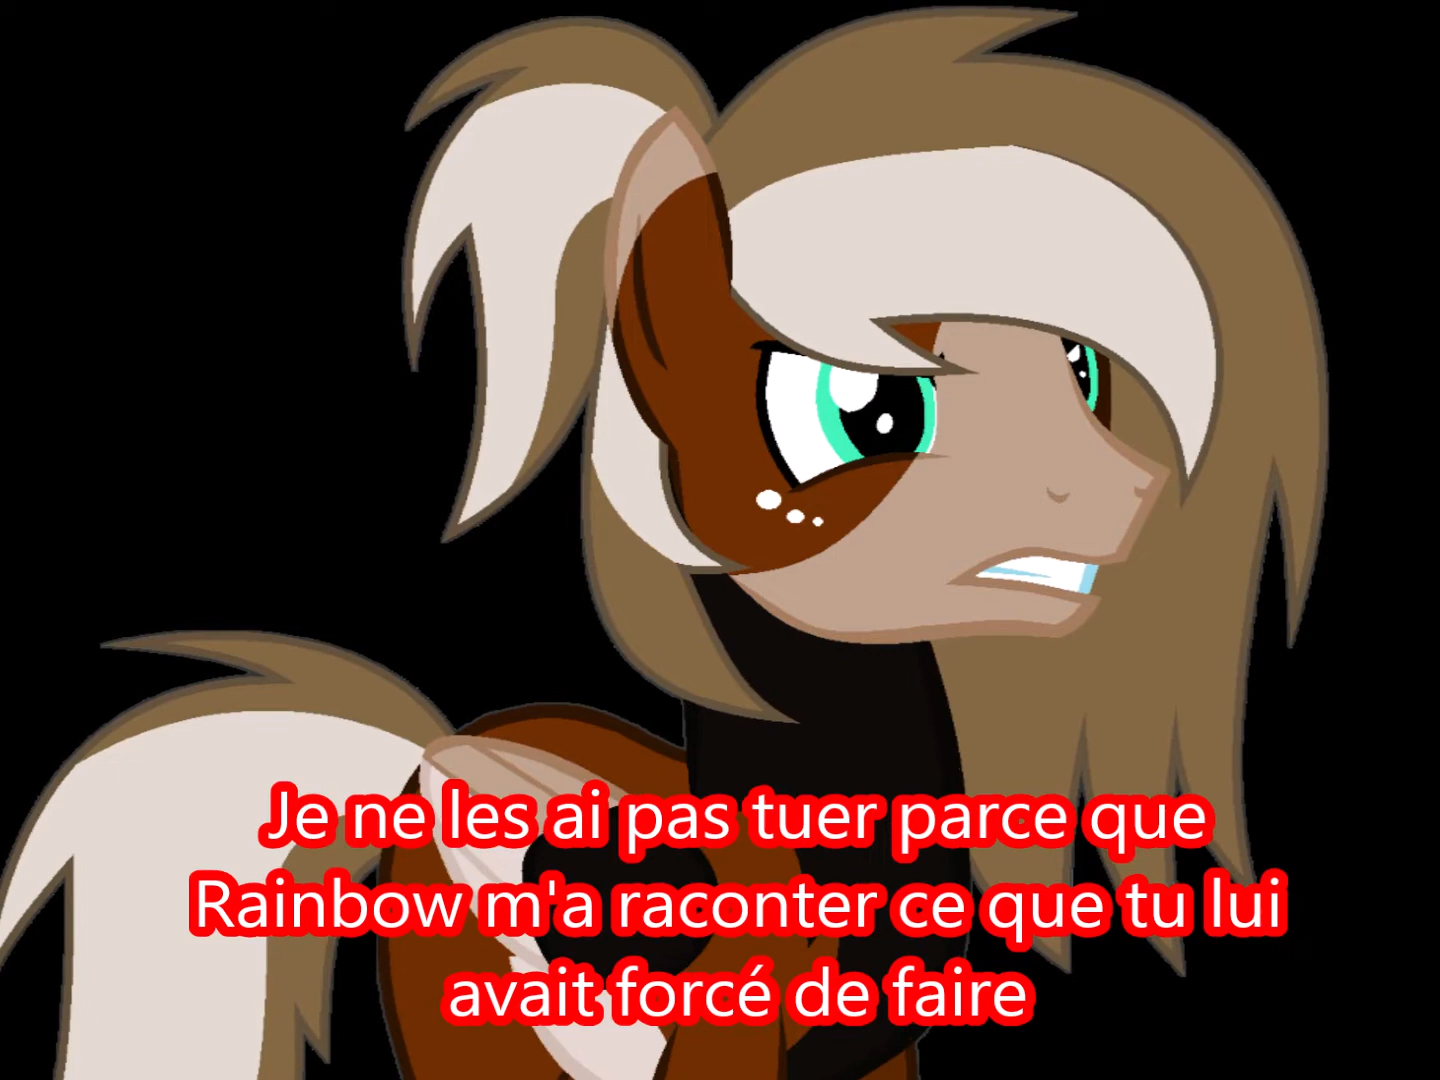 Je ne les ai pas tuer parce que
Rainbow m'a raconter ce que tu lui
avait forcé de faire